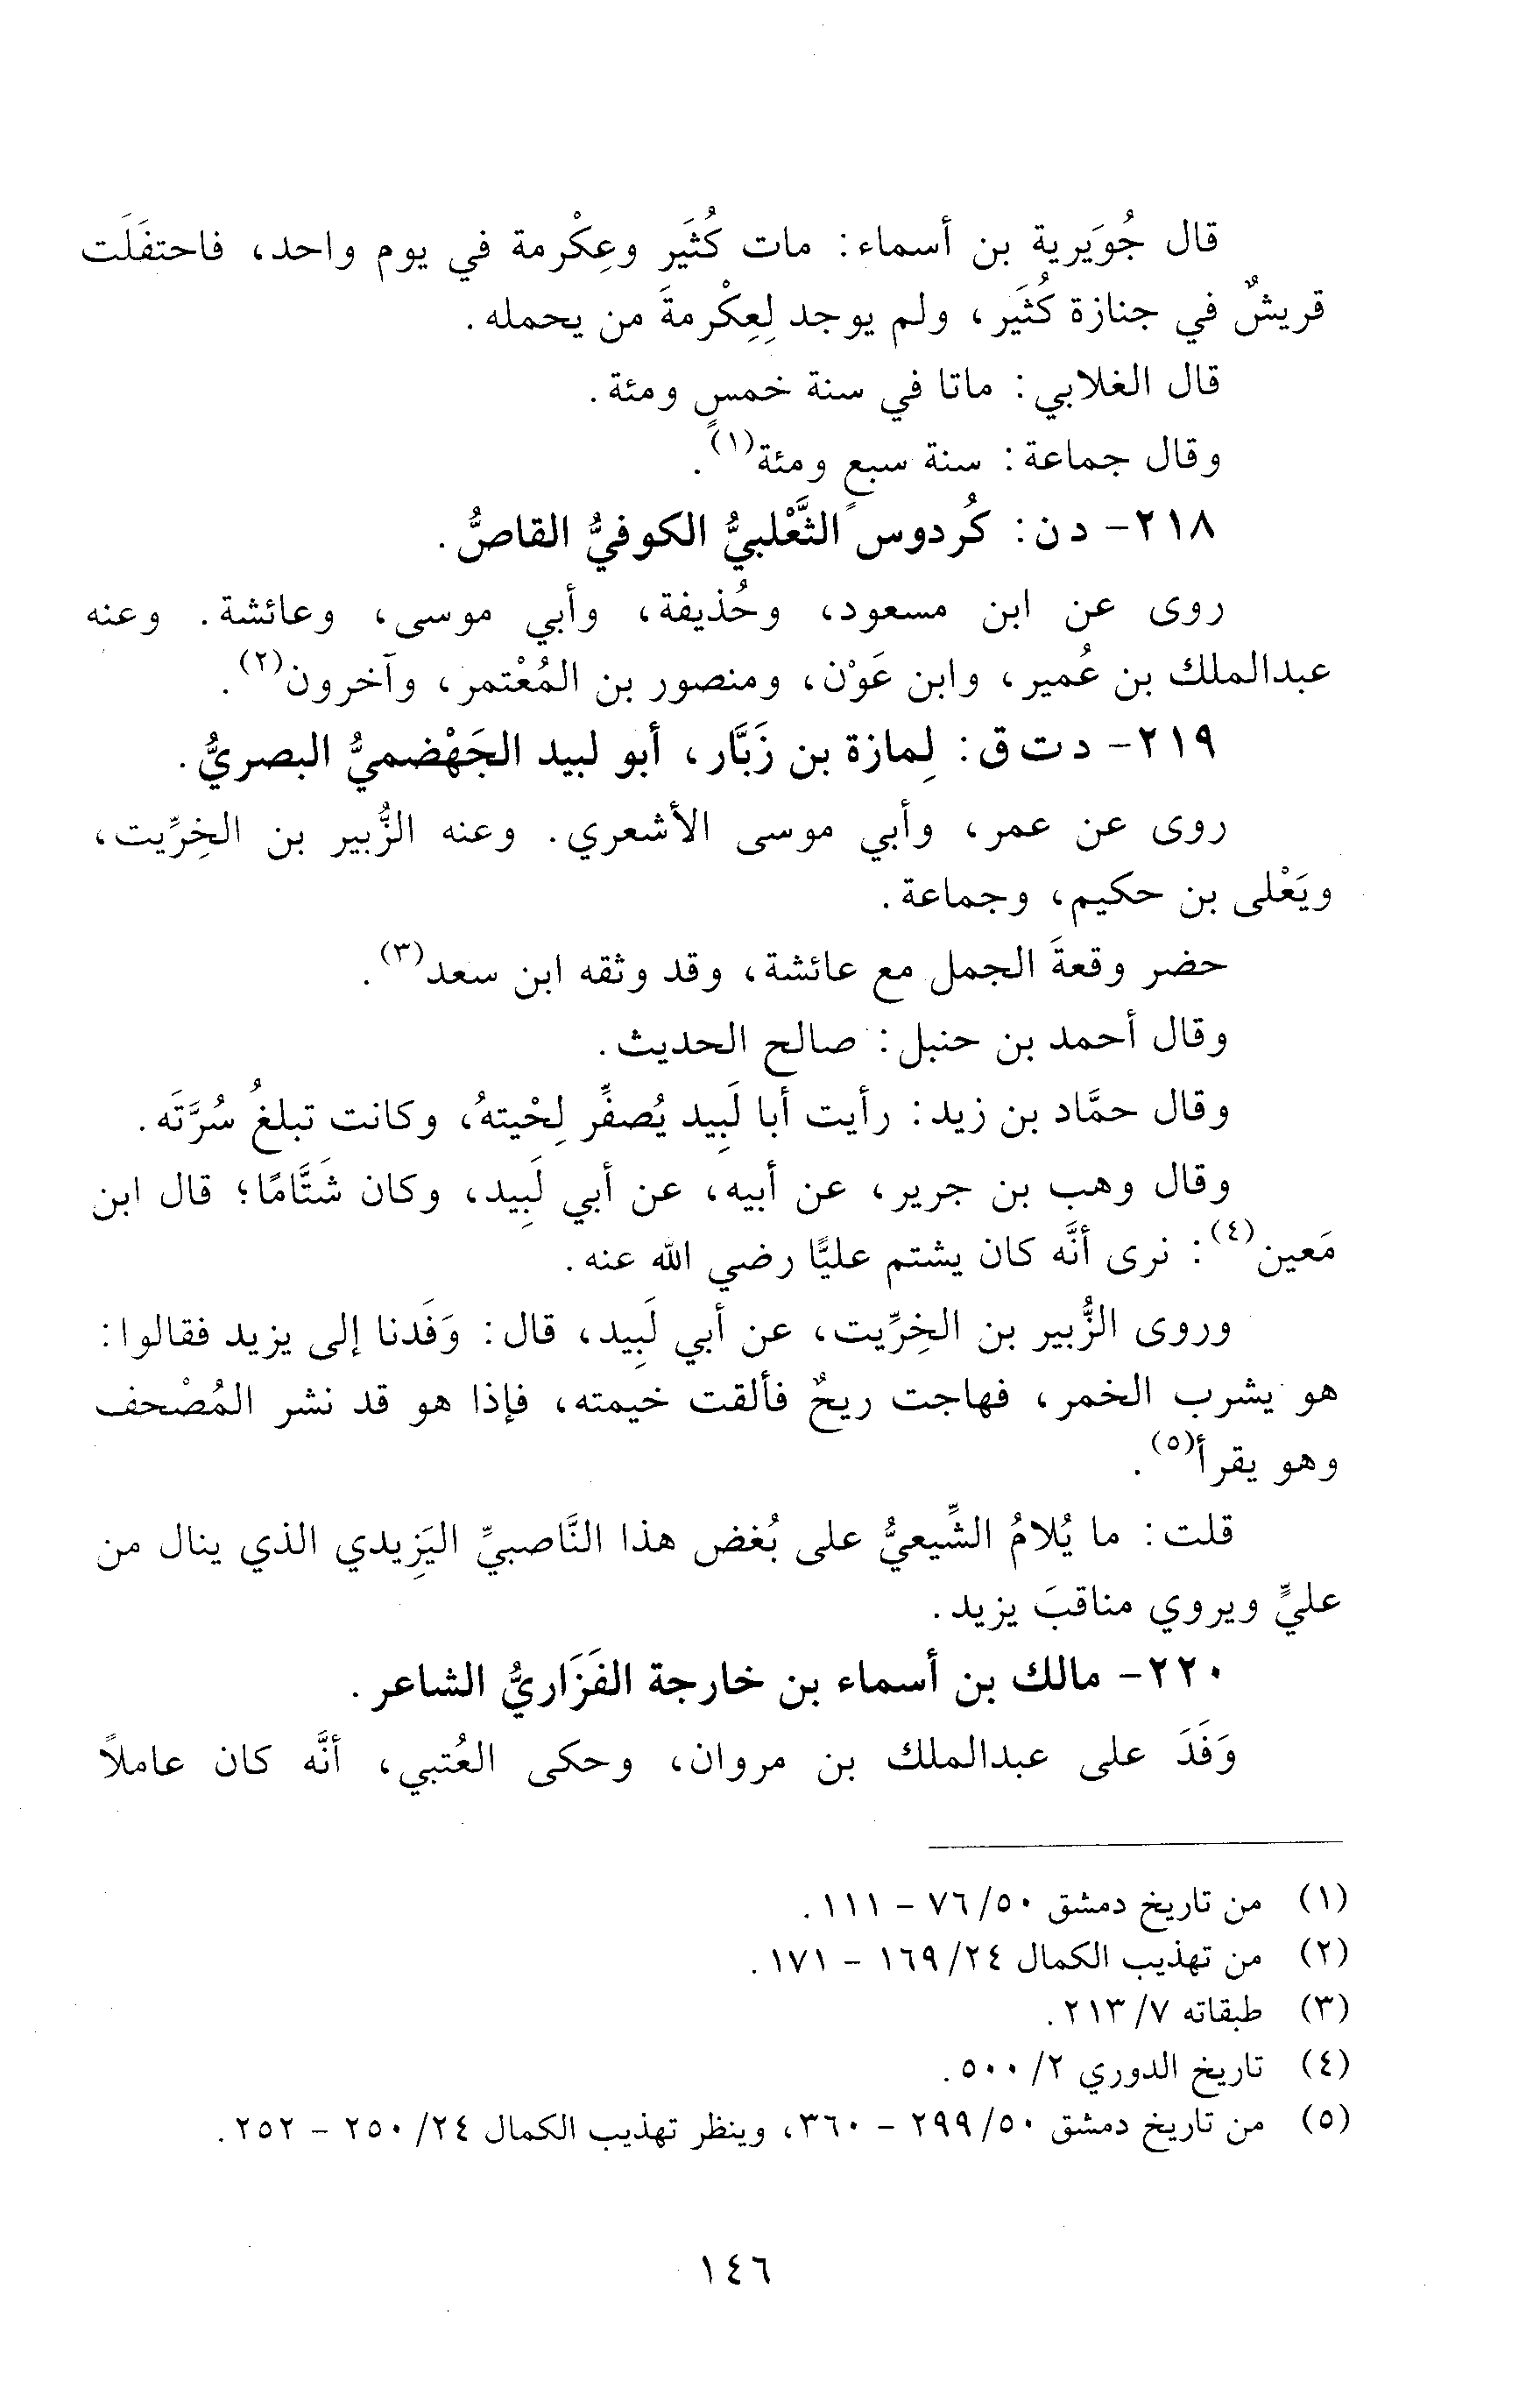 قال جُوَيرية بن أسماء: مات كُثَير وعِكْرمة في يوم واحد، فاحتفَلَت
قريشٌ في جنازة كُثَير، ولم يوجد لِعِكْرمةَ من يحمله.
قال الغلابي: ماتا في سنة خمسٍ ومئة.
وقال جماعة: سنة سبعٍ ومئة(١).
٢١٨- د ن: كُردوس الثَّعْلبيُّ الكوفيُّ القاصُّ.
روى عن ابن مسعود، وحُذيفة، وأبي موسى، وعائشة. وعنه
عبدالملك بن عُمير، وابن عَوْن، ومنصور بن المُعْتمر، وآخرون(٢).
٢١٩- د ت ق: لِمازة بن زَبَّار، أبو لبيد الجَهْضميُّ البصريُّ.
روى عن عمر، وأبي موسى الأشعري. وعنه الزُّبير بن الخِرِّيت،
ويَعْلى بن حكيم، وجماعة.
حضر وقعةَ الجمل مع عائشة، وقد وثقه ابن سعد(٣).
وقال أحمد بن حنبل: صالح الحديث.
وقال حمَّاد بن زيد: رأيت أبا لَبِيد يُصفِّر لِحْيتهُ، وكانت تبلغُ سُرَّتَه.
وقال وهب بن جرير، عن أبيه، عن أبي لَبِيد، وكان شَتَّامًا؛ قال ابن
مَعين(٤): نرى أنَّه كان يشتم عليًّا رضي الله عنه.
وروى الزُّبير بن الخِرِّيت، عن أبي لَبِيد، قال: وَفَدنا إلى يزيد فقالوا:
هو يشرب الخمر، فهاجت ريحٌ فألقت خيمته، فإذا هو قد نشر المُصْحف
وهو يقرأ(٥).
قلت: ما يُلامُ الشِّيعيُّ على بُغض هذا النَّاصبيِّ اليَزِيدي الذي ينال من
عليٍّ ويروي مناقبَ يزيد.
٢٢٠- مالك بن أسماء بن خارجة الفَزَاريُّ الشاعر.
وَفَدَ على عبدالملك بن مروان، وحكى العُتبي، أنَّه كان عاملاً
(١) من تاريخ دمشق ٥٠/ ٧٦ - ١١١.
(٢) من تهذيب الكمال ٢٤/ ١٦٩ - ١٧١.
(٣) طبقاته ٧/ ٢١٣.
(٤) تاريخ الدوري ٢/ ٥٠٠.
(٥) من تاريخ دمشق ٥٠/ ٢٩٩ - ٣٦٠، وينظر تهذيب الكمال ٢٤/ ٢٥٠ - ٢٥٢.
١٤٦